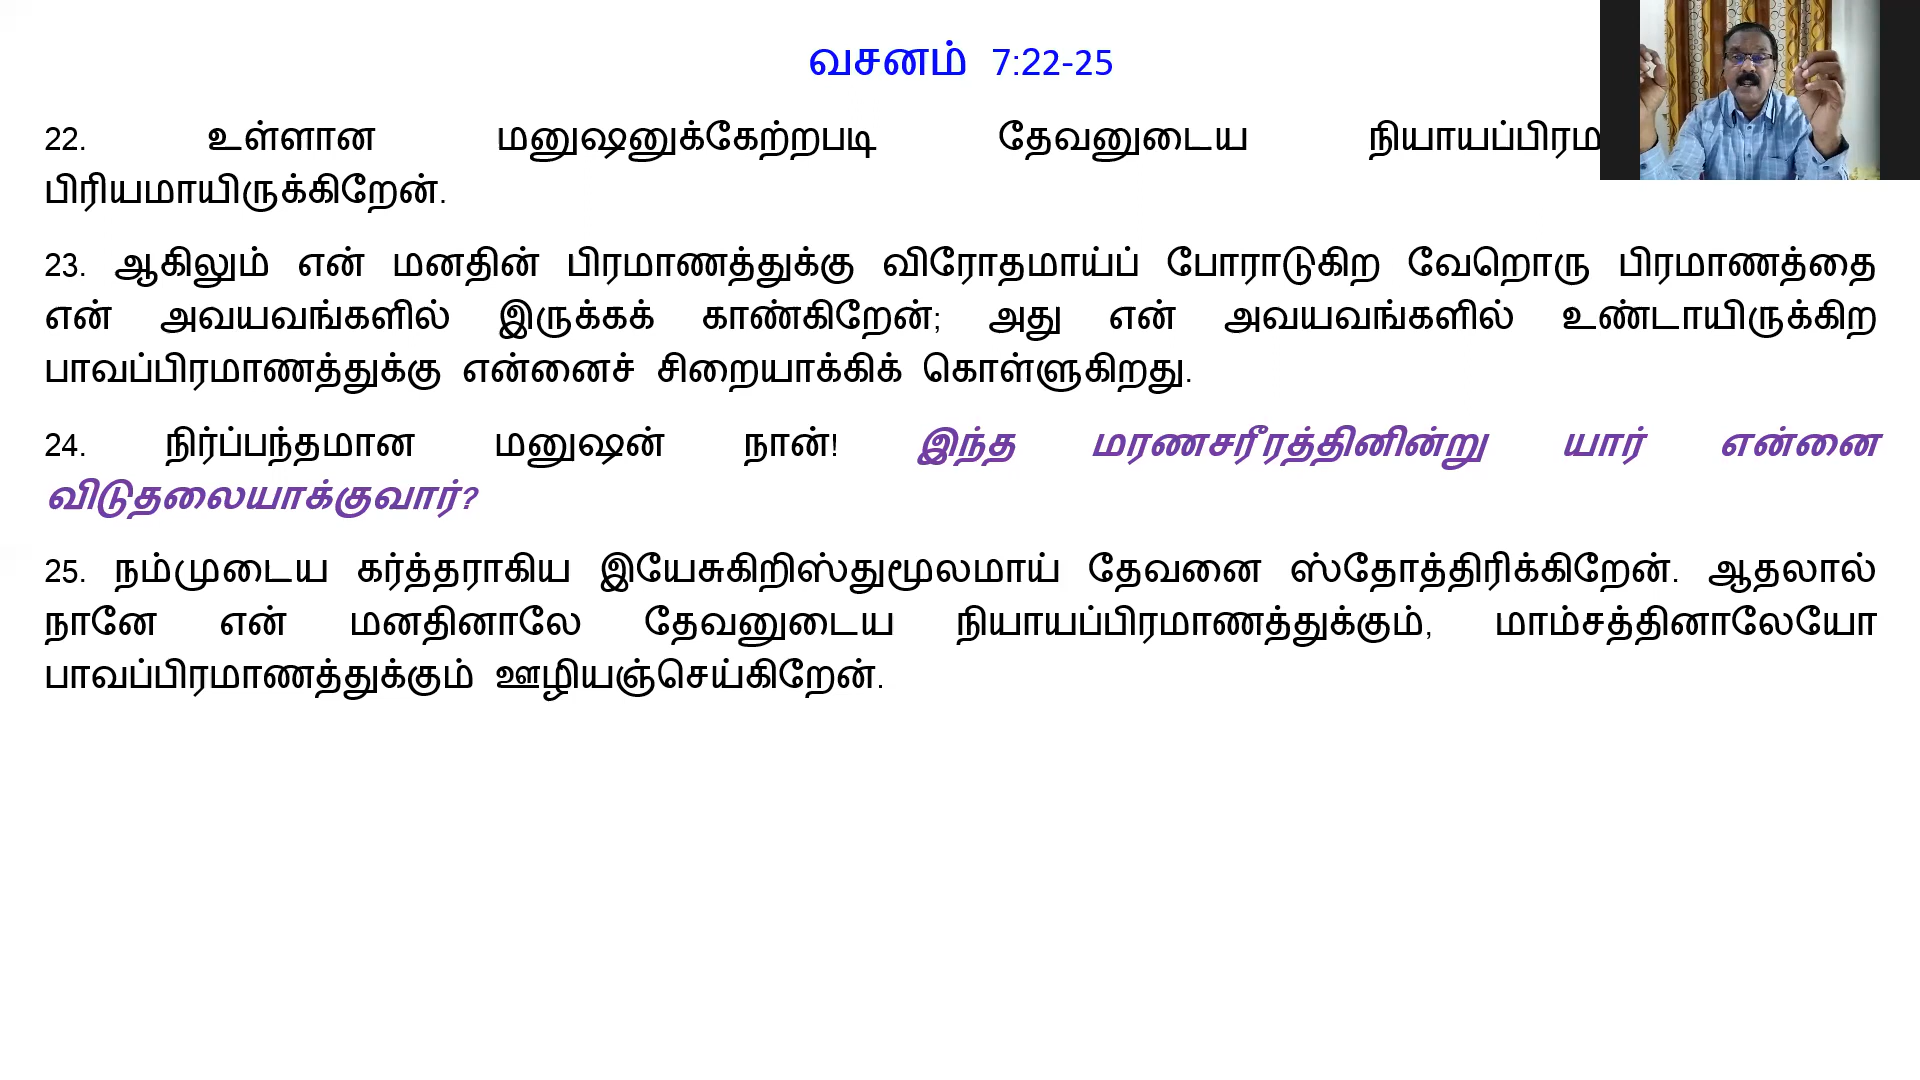 வசனம் 7:22-25
22. உள்ளான மனுஷனுக்கேற்றபடி தேவனுடைய
பிரியமாயிருக்கிறேன்.
23. ஆகிலும் என் மனதின் பிரமாணத்துக்கு விரோதமாய்ப் போராடுகிற வேறொரு பிரமாணத்தை
என் அவயவங்களில் இருக்கக் காண்கிறேன்; அது என் அவயவங்களில் உண்டாயிருக்கிற
பாவப்பிரமாணத்துக்கு என்னைச் சிறையாக்கிக் கொள்ளுகிறது.
24. நிர்ப்பந்தமான மனுஷன் நான்! இந்த மரணசரீரத்தினின்று யார் என்னை
விடுதலையாக்குவார்?
25. நம்முடைய கர்த்தராகிய இயேசுகிறிஸ்துமூலமாய் தேவனை ஸ்தோத்திரிக்கிறேன். ஆதலால்
நானே என் மனதினாலே தேவனுடைய நியாயப்பிரமாணத்துக்கும், மாம்சத்தினாலேயோ
பாவப்பிரமாணத்துக்கும் ஊழியஞ்செய்கிறேன்.